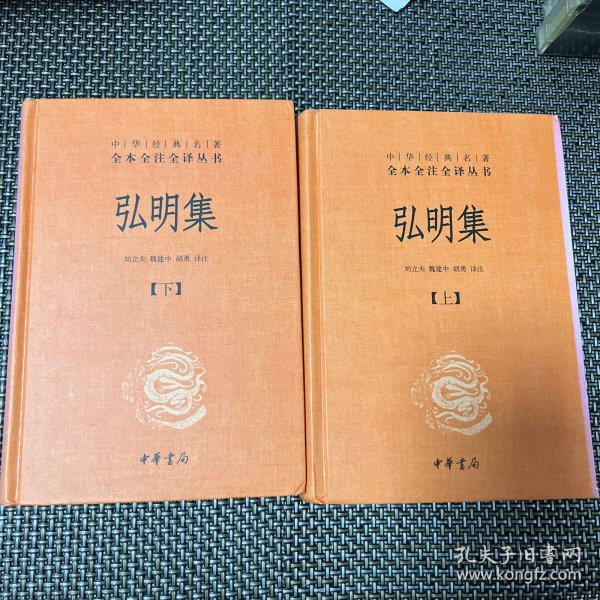 中|华|经|典|名|著
全本全注全译丛书
弘明集
刘立夫 魏建中 胡勇 译注
【下】
中華書局
中|华|经|典|名|著
全本全注全译丛书
弘明集
刘立夫 魏建中 胡勇 译注
【上】
中華書局
孔夫子旧書网
www.kongfz.com